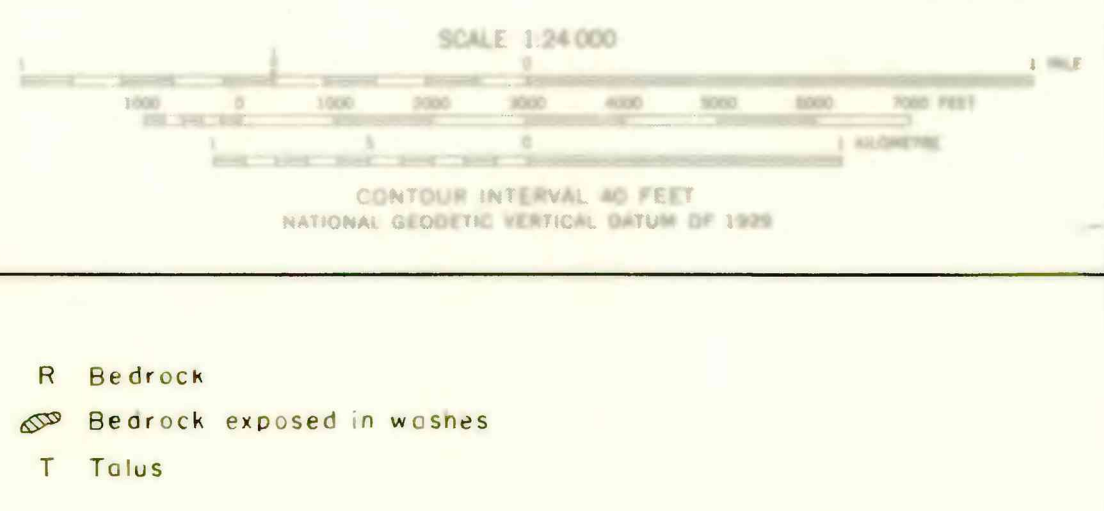 SCALE 1:24 000
1 0 1 MILE
1000 0 1000 2000 3000 4000 5000 6000 7000 FEET
1 5 0 1 KILOMETRE
CONTOUR INTERVAL 40 FEET
NATIONAL GEODETIC VERTICAL DATUM OF 1929
R Bedrock
Bedrock exposed in washes
T Talus